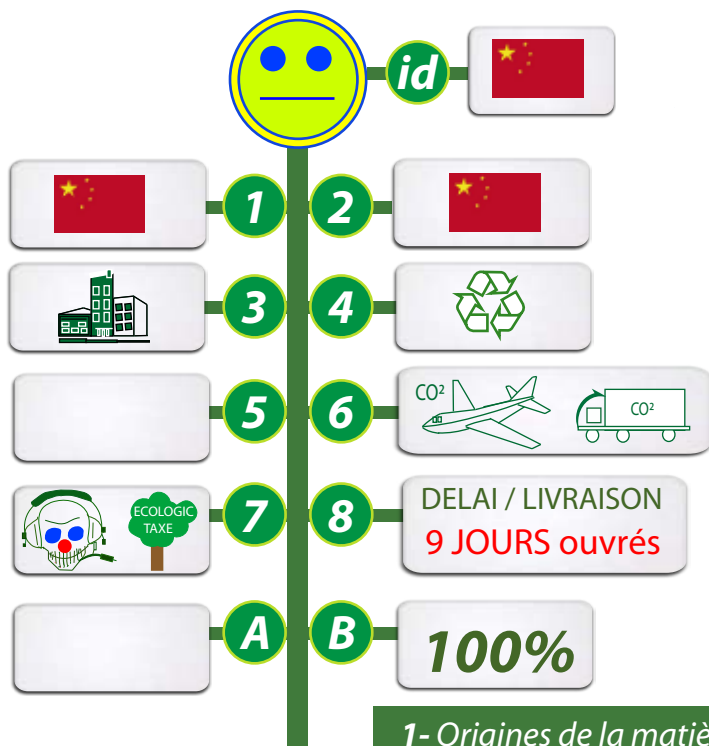 id
1
2
3
4
5
6
CO²
CO²
7
ECOLOGIC
TAXE
8
DELAI / LIVRAISON
9 JOURS ouvrés
A
B
100%
1- Origines de la matiè